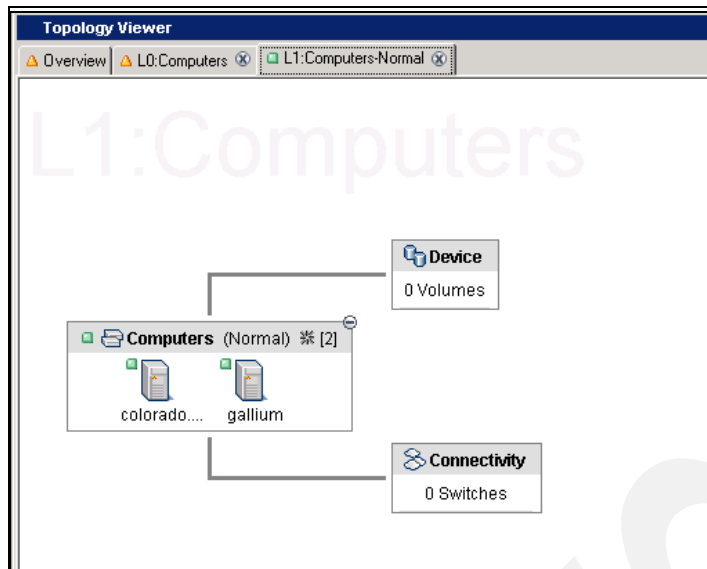 Topology Viewer
Overview L0:Computers L1:Computers-Normal
L1:Computers
Device
0 Volumes
Computers (Normal) [2]
colorado.... gallium
Connectivity
0 Switches